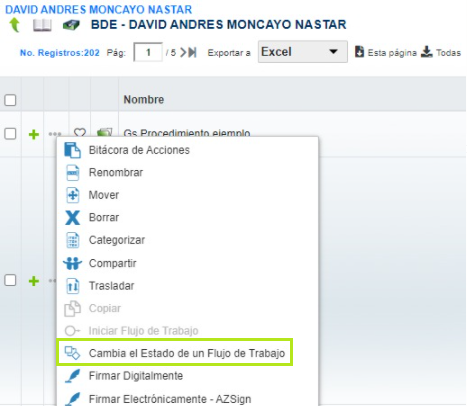 DAVID ANDRES MONCAYO NASTAR
BDE - DAVID ANDRES MONCAYO NASTAR
No. Registros:202 Pág: 1 / 5 Exportar a Excel Esta página Todas
Nombre
Gs Procedimiento ejemplo
Bitácora de Acciones
Renombrar
Mover
Borrar
Categorizar
Compartir
Trasladar
Copiar
Iniciar Flujo de Trabajo
Cambia el Estado de un Flujo de Trabajo
Firmar Digitalmente
Firmar Electrónicamente - AZSign